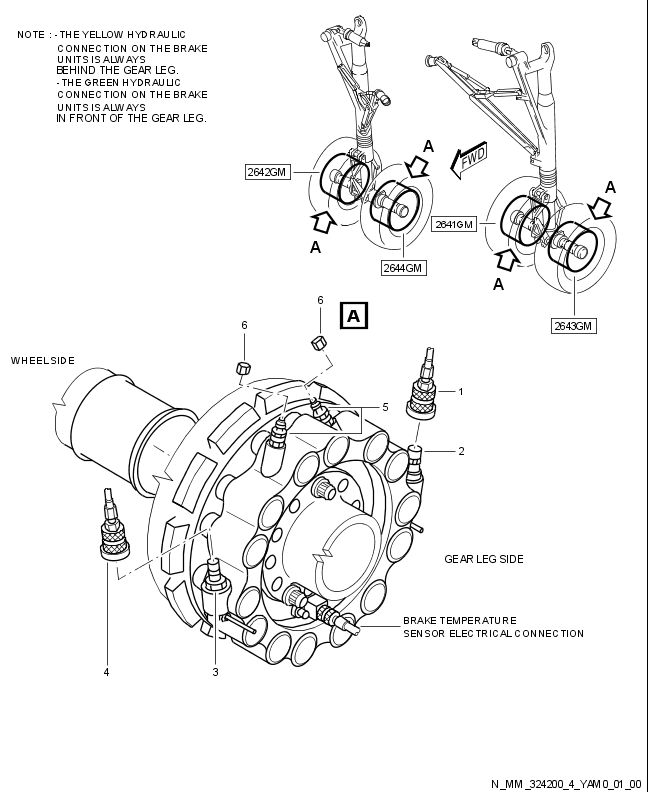 NOTE : - THE YELLOW HYDRAULIC
CONNECTION ON THE BRAKE
UNITS IS ALWAYS
BEHIND THE GEAR LEG.
- THE GREEN HYDRAULIC
CONNECTION ON THE BRAKE
UNITS IS ALWAYS
IN FRONT OF THE GEAR LEG.
A
FWD
2642GM
A
2641GM
A
A
2644GM
2643GM
6
6
A
WHEELSIDE
1
5
2
GEAR LEG SIDE
BRAKE TEMPERATURE
SENSOR ELECTRICAL CONNECTION
4
3
N_MM_324200_4_YAM0_01_00